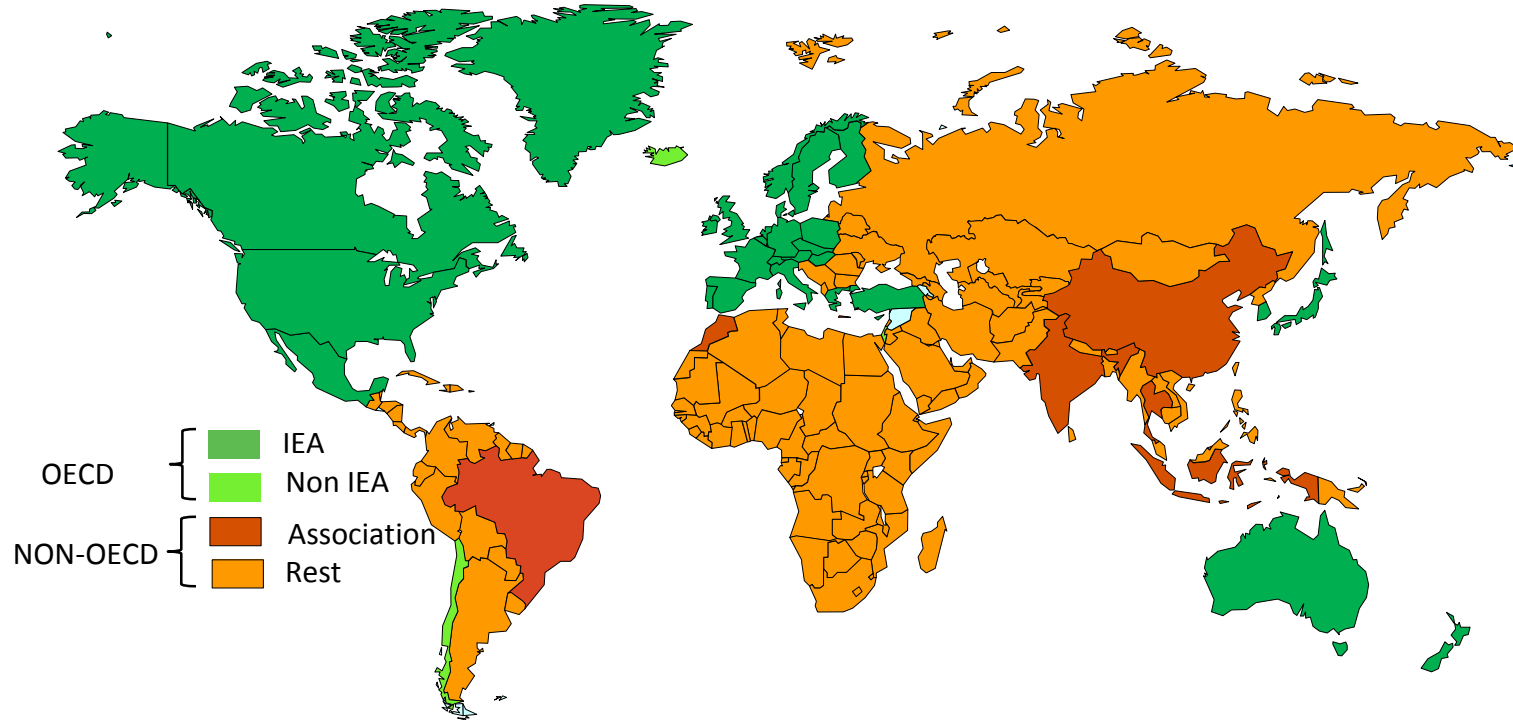 OECD
IEA
Non IEA
NON-OECD
Association
Rest